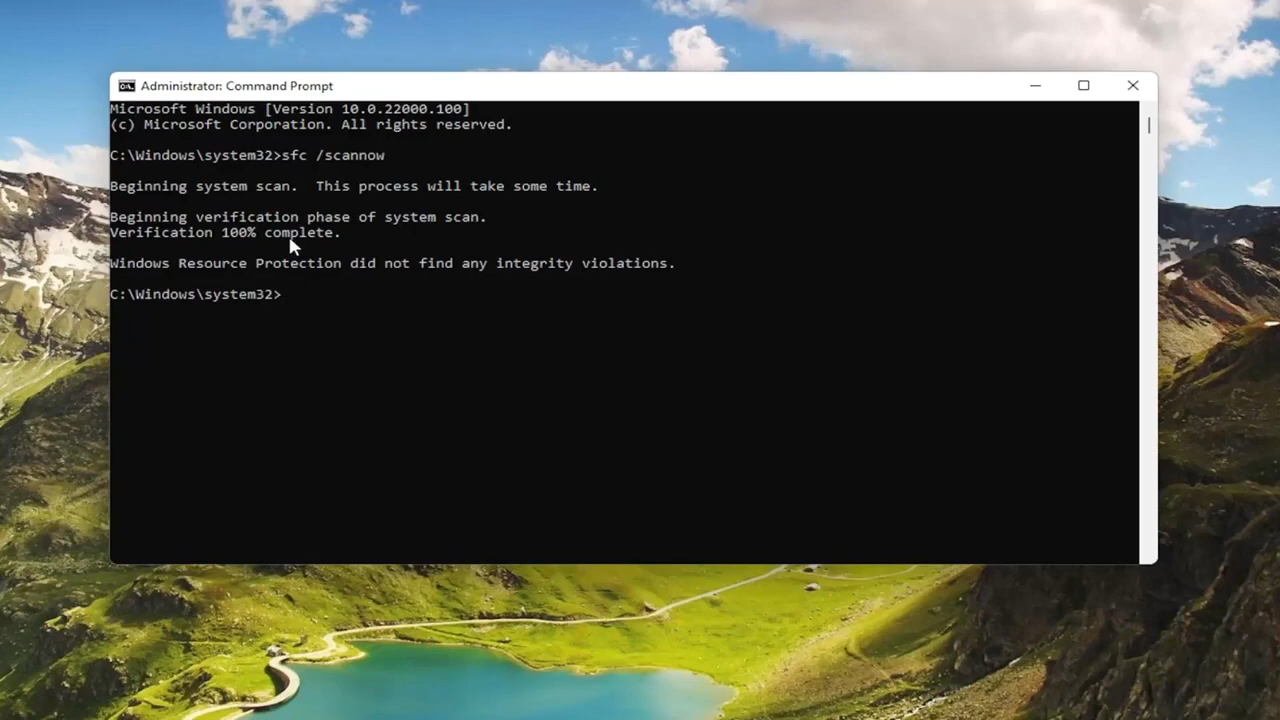 Administrator: Command Prompt
Microsoft Windows [Version 10.0.22000.100]
(c) Microsoft Corporation. All rights reserved.
C:\Windows\system32>sfc /scannow
Beginning system scan.  This process will take some time.
Beginning verification phase of system scan.
Verification 100% complete.
Windows Resource Protection did not find any integrity violations.
C:\Windows\system32>